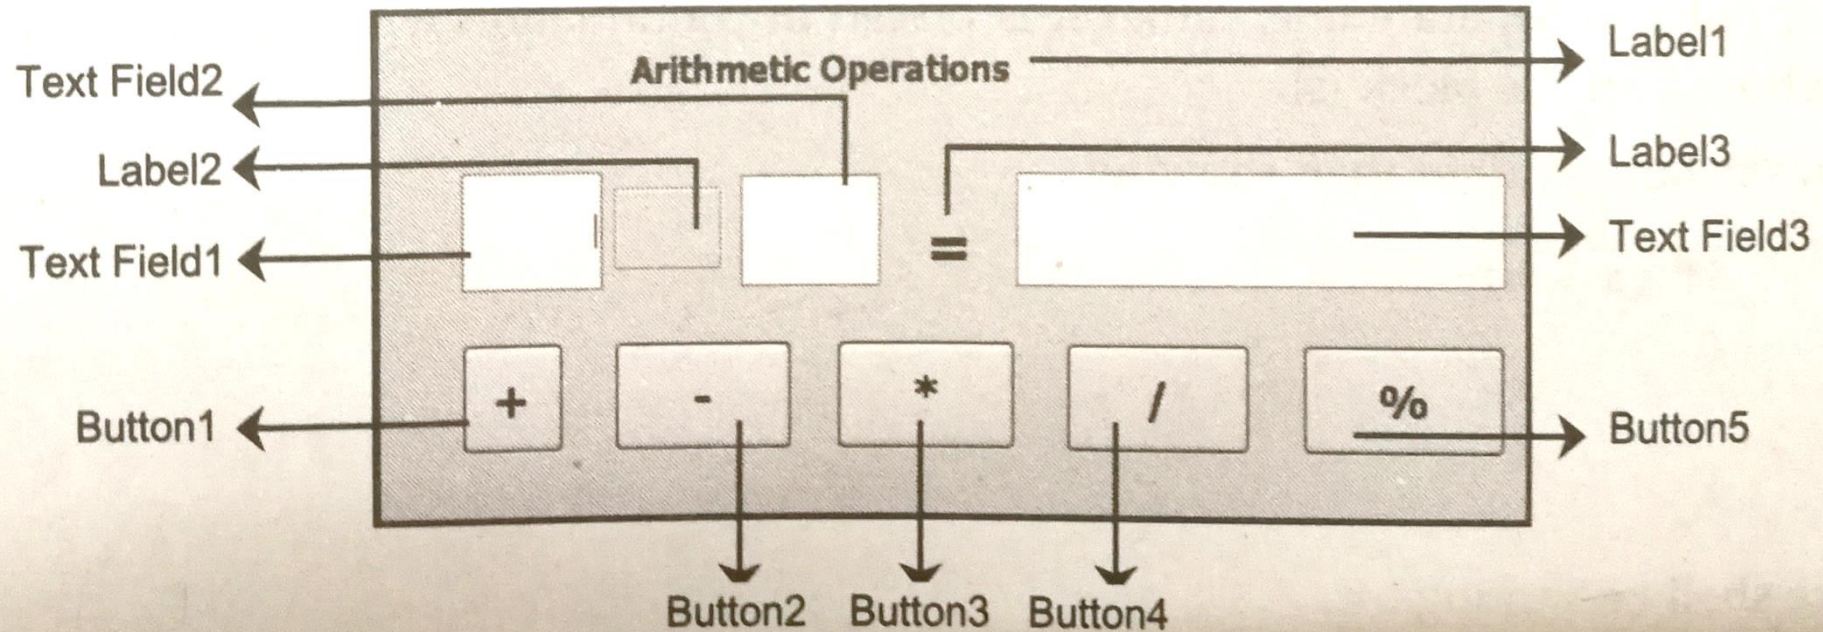 Arithmetic Operations
Label1
Text Field2
Label2
Label3
Text Field1
=
Text Field3
+
-
*
/
%
Button1
Button5
Button2
Button3
Button4